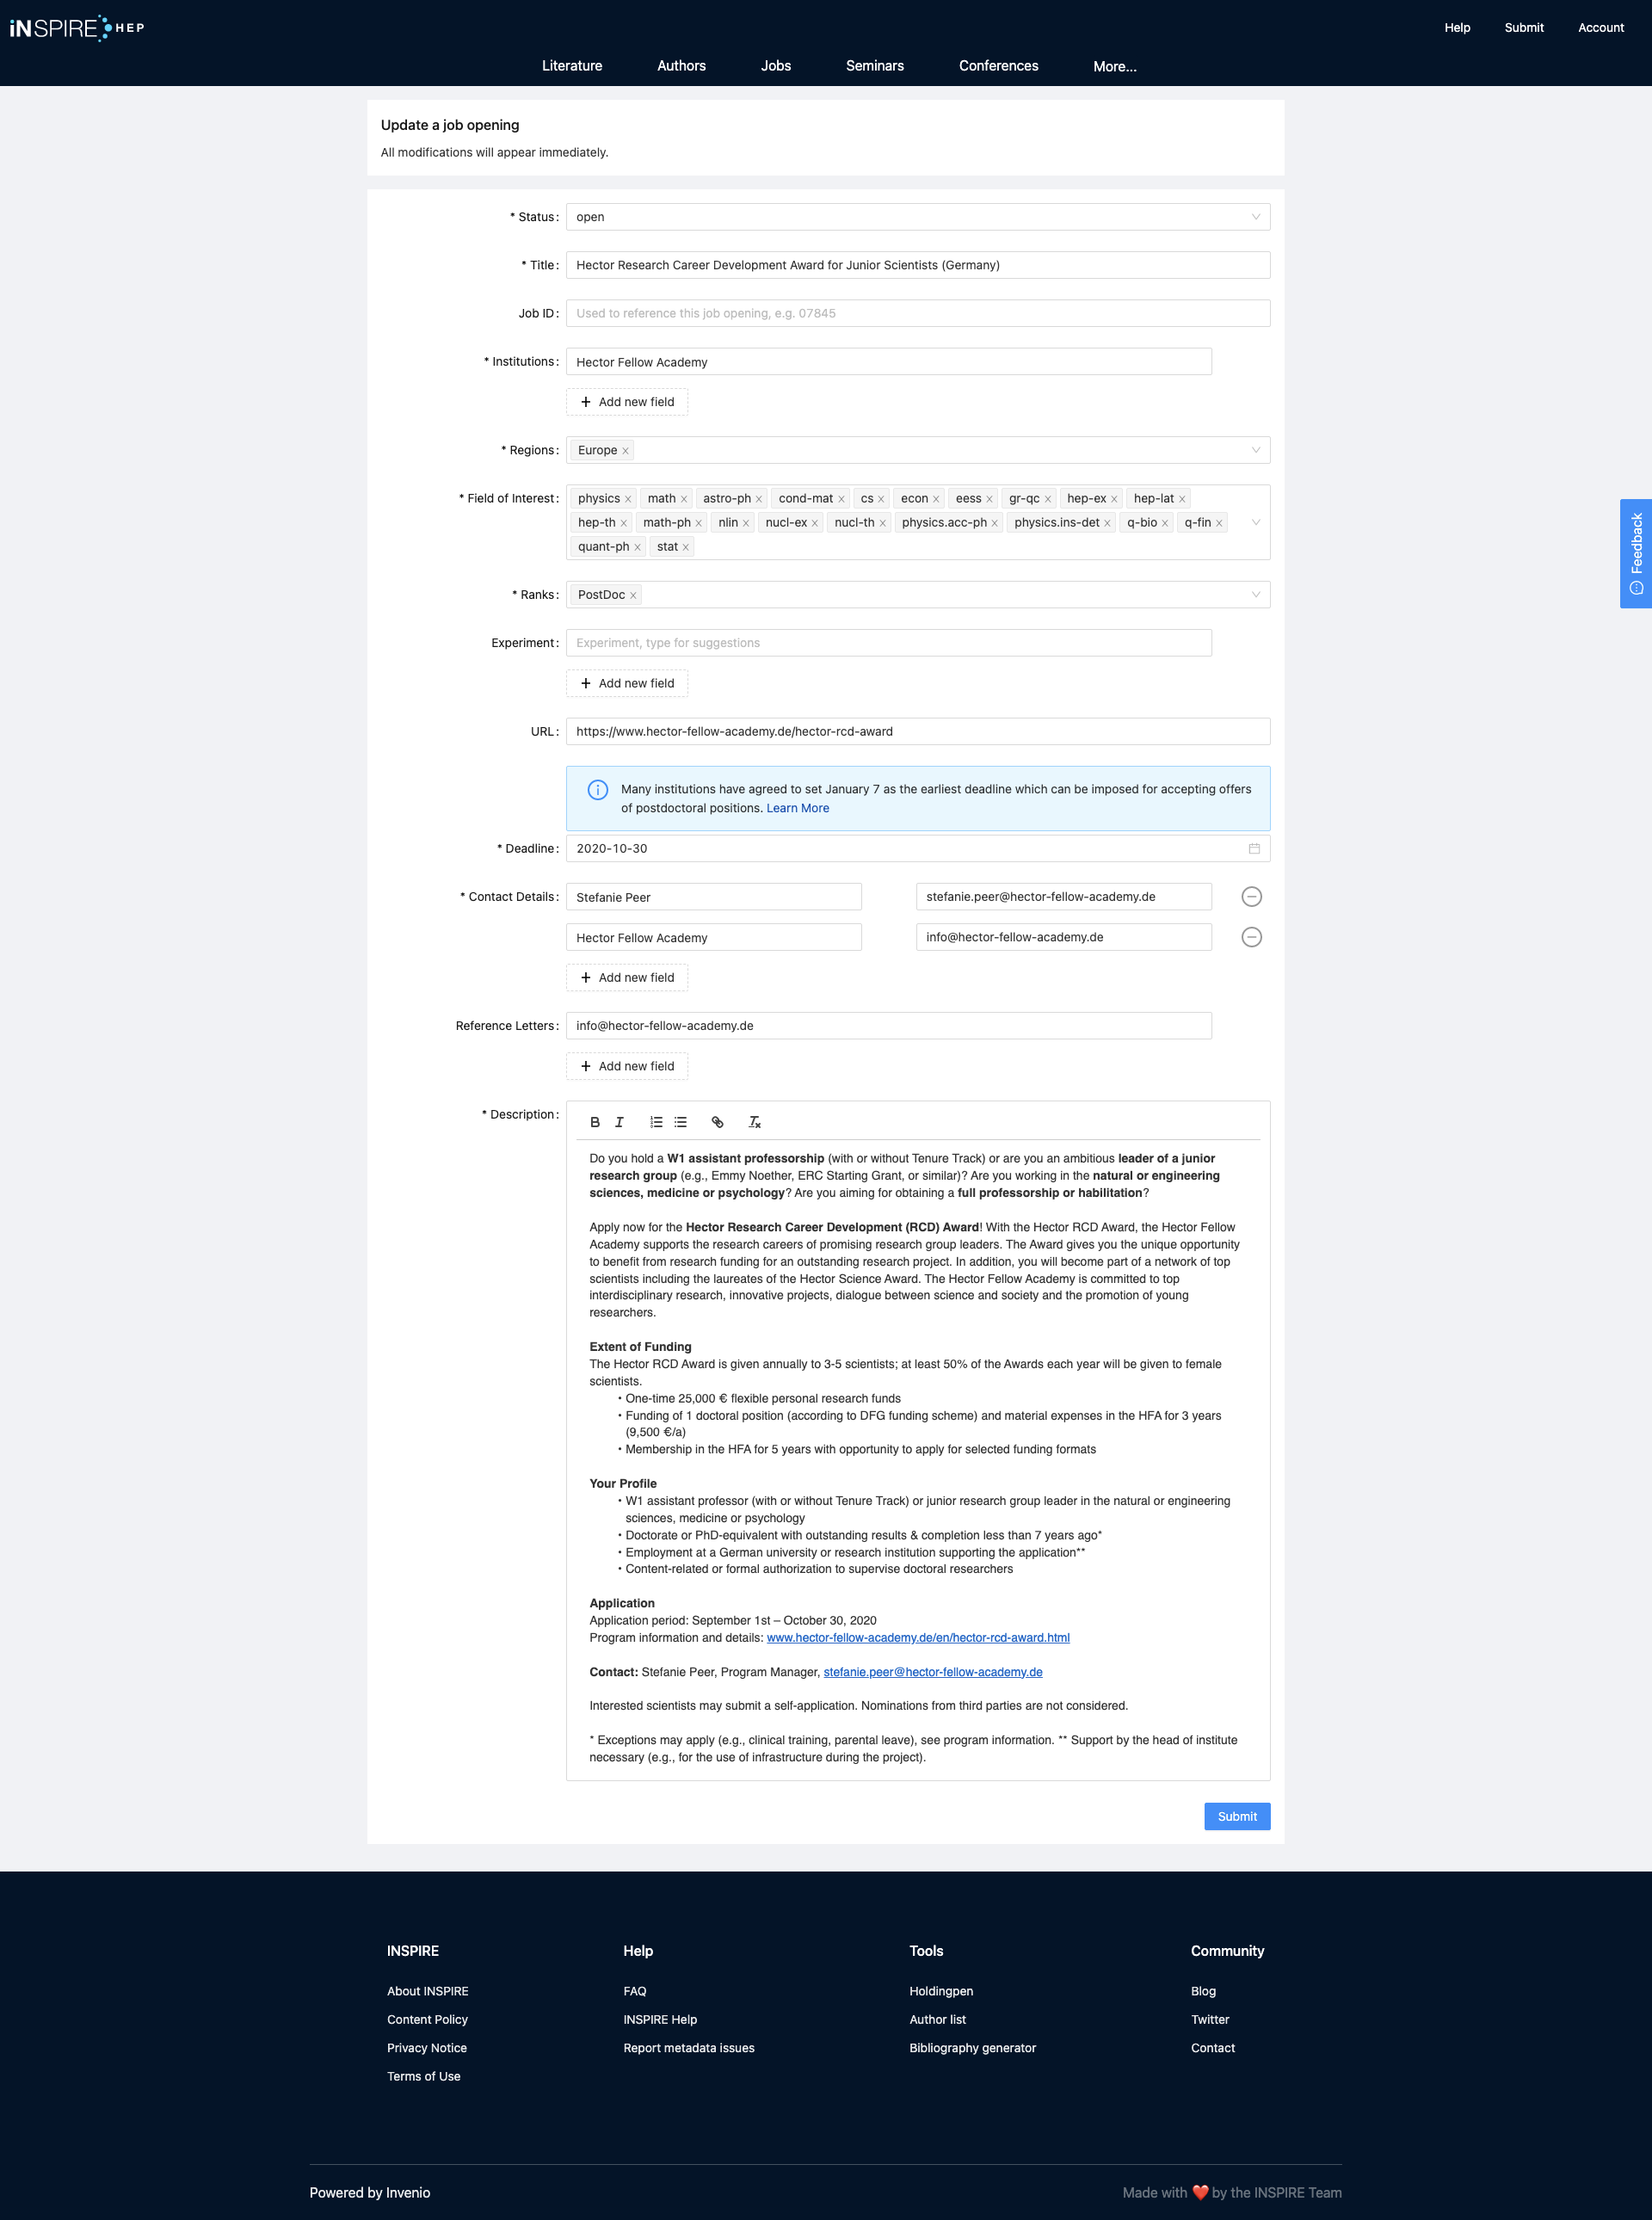 iNSPIRE HEP
Help Submit Account
Literature Authors Jobs Seminars Conferences More...
Update a job opening
All modifications will appear immediately.
* Status: open
* Title: Hector Research Career Development Award for Junior Scientists (Germany)
Job ID: Used to reference this job opening, e.g. 07845
* Institutions: Hector Fellow Academy
+ Add new field
* Regions: Europe
* Field of Interest: physics math astro-ph cond-mat cs econ eess gr-qc hep-ex hep-lat
hep-th math-ph nlin nucl-ex nucl-th physics.acc-ph physics.ins-det q-bio q-fin
quant-ph stat
Feedback
* Ranks: PostDoc
Experiment: Experiment, type for suggestions
+ Add new field
URL: https://www.hector-fellow-academy.de/hector-rcd-award
Many institutions have agreed to set January 7 as the earliest deadline which can be imposed for accepting offers
of postdoctoral positions. Learn More
* Deadline: 2020-10-30
* Contact Details: Stefanie Peer stefanie.peer@hector-fellow-academy.de
Hector Fellow Academy info@hector-fellow-academy.de
+ Add new field
Reference Letters: info@hector-fellow-academy.de
+ Add new field
* Description:
Do you hold a W1 assistant professorship (with or without Tenure Track) or are you an ambitious leader of a junior
research group (e.g., Emmy Noether, ERC Starting Grant, or similar)? Are you working in the natural or engineering
sciences, medicine or psychology? Are you aiming for obtaining a full professorship or habilitation?
Apply now for the Hector Research Career Development (RCD) Award! With the Hector RCD Award, the Hector Fellow
Academy supports the research careers of promising research group leaders. The Award gives you the unique opportunity
to benefit from research funding for an outstanding research project. In addition, you will become part of a network of top
scientists including the laureates of the Hector Science Award. The Hector Fellow Academy is committed to top
interdisciplinary research, innovative projects, dialogue between science and society and the promotion of young
researchers.
Extent of Funding
The Hector RCD Award is given annually to 3-5 scientists; at least 50% of the Awards each year will be given to female
scientists.
• One-time 25,000 € flexible personal research funds
• Funding of 1 doctoral position (according to DFG funding scheme) and material expenses in the HFA for 3 years
(9,500 €/a)
• Membership in the HFA for 5 years with opportunity to apply for selected funding formats
Your Profile
• W1 assistant professor (with or without Tenure Track) or junior research group leader in the natural or engineering
sciences, medicine or psychology
• Doctorate or PhD-equivalent with outstanding results & completion less than 7 years ago*
• Employment at a German university or research institution supporting the application**
• Content-related or formal authorization to supervise doctoral researchers
Application
Application period: September 1st – October 30, 2020
Program information and details: www.hector-fellow-academy.de/en/hector-rcd-award.html
Contact: Stefanie Peer, Program Manager, stefanie.peer@hector-fellow-academy.de
Interested scientists may submit a self-application. Nominations from third parties are not considered.
* Exceptions may apply (e.g., clinical training, parental leave), see program information. ** Support by the head of institute
necessary (e.g., for the use of infrastructure during the project).
Submit
INSPIRE Help Tools Community
About INSPIRE FAQ Holdingpen Blog
Content Policy INSPIRE Help Author list Twitter
Privacy Notice Report metadata issues Bibliography generator Contact
Terms of Use
Powered by Invenio Made with ❤️ by the INSPIRE Team